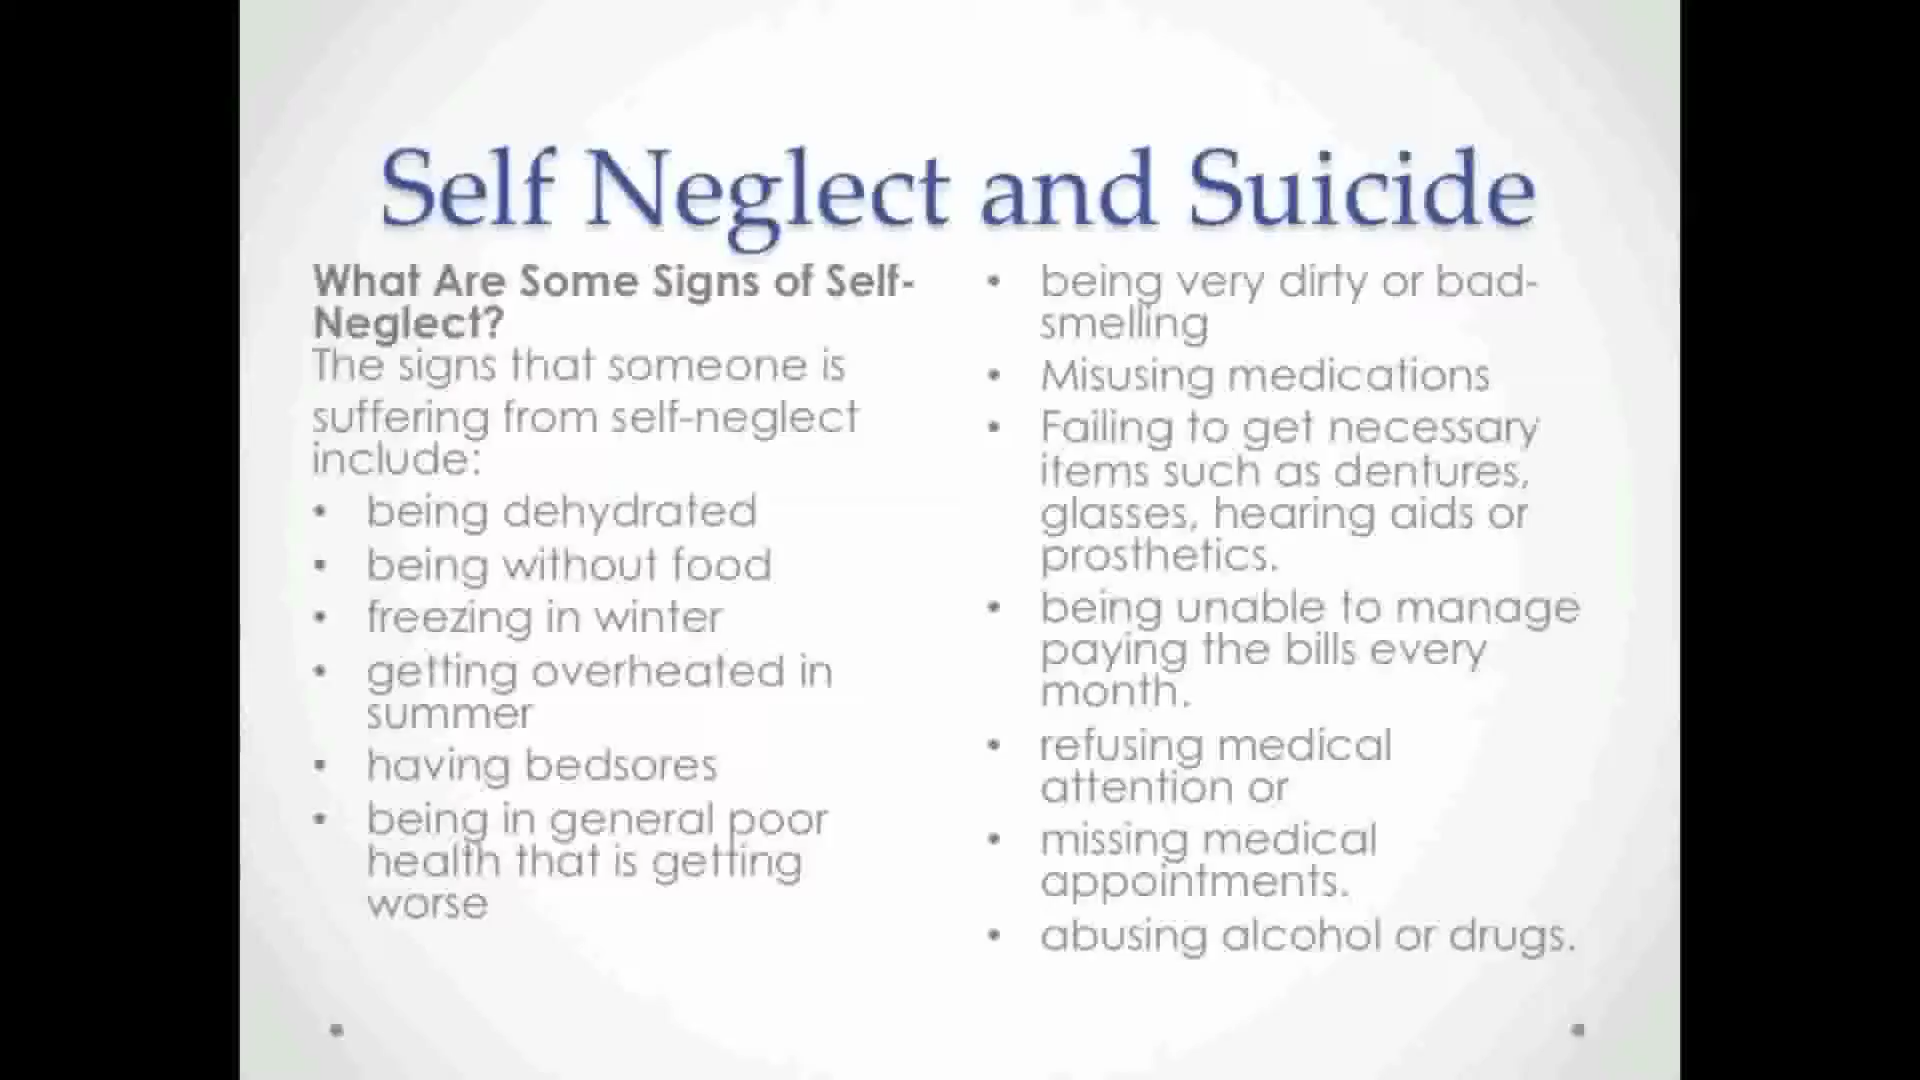 Self Neglect and Suicide
What Are Some Signs of Self-
Neglect?
The signs that someone is
suffering from self-neglect
include:
• being dehydrated
• being without food
• freezing in winter
• getting overheated in
summer
• having bedsores
• being in general poor
health that is getting
worse
• being very dirty or bad-
smelling
• Misusing medications
• Failing to get necessary
items such as dentures,
glasses, hearing aids or
prosthetics.
• being unable to manage
paying the bills every
month.
• refusing medical
attention or
• missing medical
appointments.
• abusing alcohol or drugs.